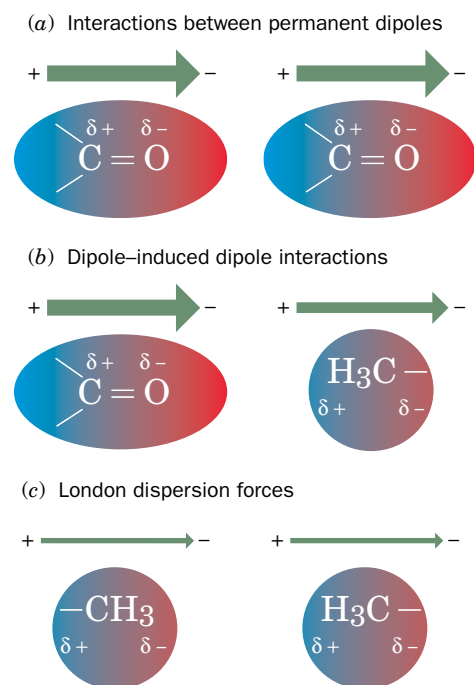 (a) Interactions between permanent dipoles
+ − + −
δ+ δ− δ+ δ−
C = O C = O
(b) Dipole–induced dipole interactions
+ − + −
δ+ δ− H₃C —
C = O δ+ δ−
(c) London dispersion forces
+ − + −
—CH₃ H₃C —
δ+ δ− δ+ δ−